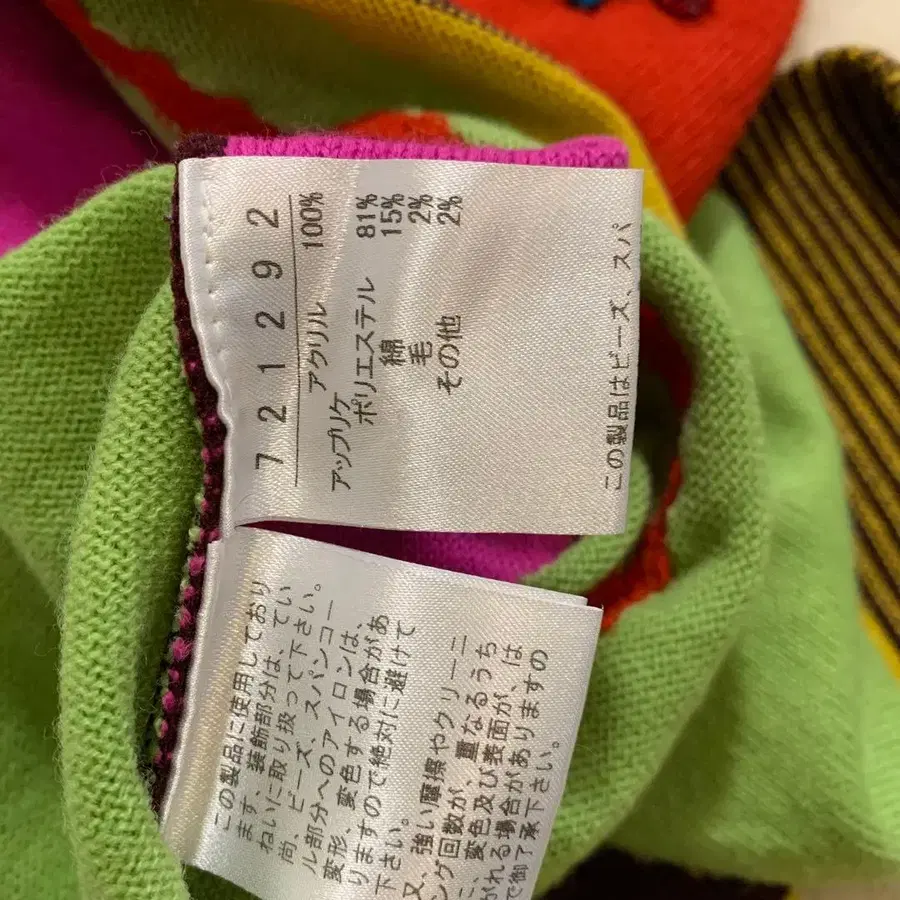 7 2 1 2 9 2
アクリル 100%
アップリケ
ポリエステル 81%
綿 15%
毛 2%
その他 2%
この製品はビーズ、スパ
この製品に使用しており
ます、装飾部分は、てい
ねいに取り扱って下さい。
尚、ビーズ、スパンコー
ル部分へのアイロンは、
変形、変色する場合があ
りますので絶対に避けて
下さい。
又、強い摩擦やクリーニ
ング回数が、重なるうち
に、変色及び表面が、は
がれる場合がありますの
で御了承下さい。